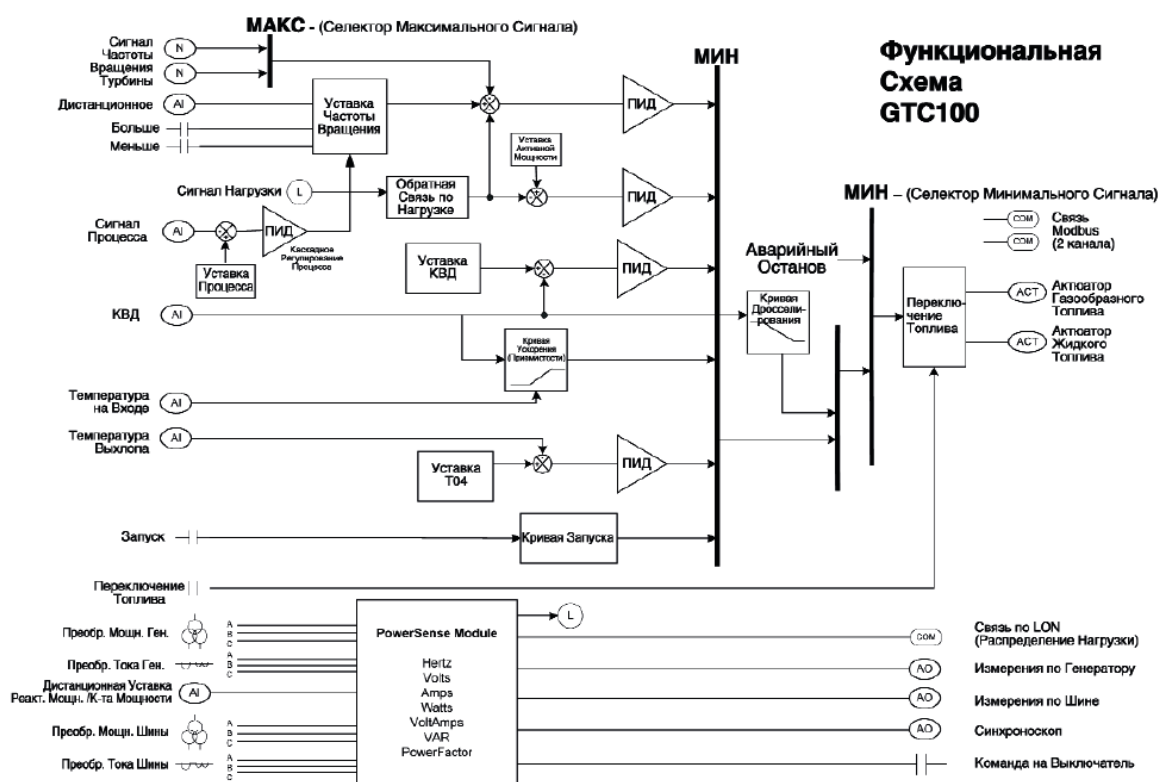 МАКС - (Селектор Максимального Сигнала)
Сигнал
Частоты
Вращения
Турбины
N
N
МИН
Функциональная
Схема
GTC100
Дистанционное
AI
Уставка
Частоты
Вращения
ПИД
Больше
Меньше
Уставка
Активной
Мощности
Сигнал Нагрузки
L
Обратная
Связь по
Нагрузке
ПИД
МИН – (Селектор Минимального Сигнала)
Сигнал
Процесса
AI
ПИД
Каскадное
Регулирование
Процесса
Уставка
Процесса
Уставка
КВД
ПИД
Аварийный
Останов
COM
COM
Связь
Modbus
(2 канала)
КВД
AI
Кривая
Дроссели-
рования
Переклю-
чение
Топлива
ACT
Актюатор
Газообразного
Топлива
ACT
Актюатор
Жидкого
Топлива
Кривая
Ускорения
(Приемистости)
Температура
на Входе
AI
Температура
Выхлопа
AI
Уставка
T04
ПИД
Запуск
Кривая Запуска
Переключение
Топлива
Преобр. Мощн. Ген.
A
B
C
Преобр. Тока Ген.
A
B
C
Дистанционная Уставка
Реакт. Мощн. /К-та Мощности
AI
Преобр. Мощн. Шины
A
B
C
Преобр. Тока Шины
A
B
C
PowerSense Module
Hertz
Volts
Amps
Watts
VoltAmps
VAR
PowerFactor
L
COM
Связь по LON
(Распределение Нагрузки)
AO
Измерения по Генератору
AO
Измерения по Шине
AO
Синхроноскоп
Команда на Выключатель